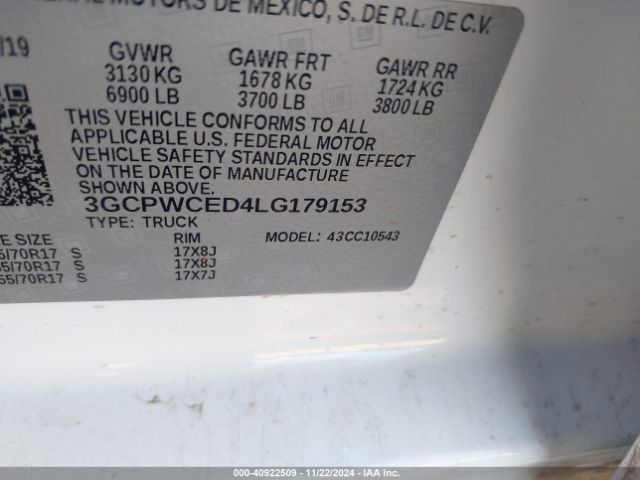 MOTORS DE MEXICO, S. DE R.L. DE C.V.
/19
GVWR GAWR FRT GAWR RR
3130 KG 1678 KG 1724 KG
6900 LB 3700 LB 3800 LB
THIS VEHICLE CONFORMS TO ALL
APPLICABLE U.S. FEDERAL MOTOR
VEHICLE SAFETY STANDARDS IN EFFECT
ON THE DATE OF MANUFACTURE
SHOWN ABOVE.
3GCPWCED4LG179153
TYPE: TRUCK
E SIZE RIM MODEL: 43CC10543
/70R17 S 17X8J
/70R17 S 17X8J
/70R17 S 17X7J
000-40922509 - 11/22/2024 - IAA Inc.